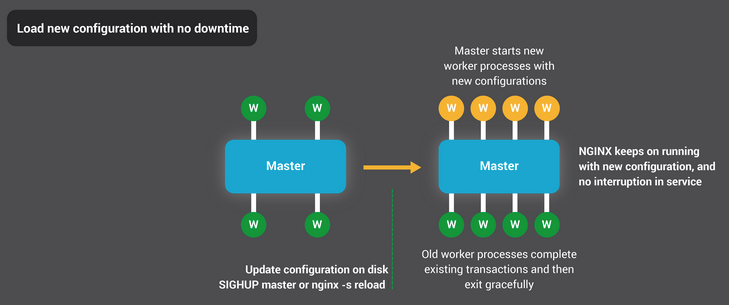 Load new configuration with no downtime
Master starts new
worker processes with
new configurations
W W
W W W W
Master
Master
NGINX keeps on running
with new configuration, and
no interruption in service
W W
W W W W
Update configuration on disk
SIGHUP master or nginx -s reload
Old worker processes complete
existing transactions and then
exit gracefully